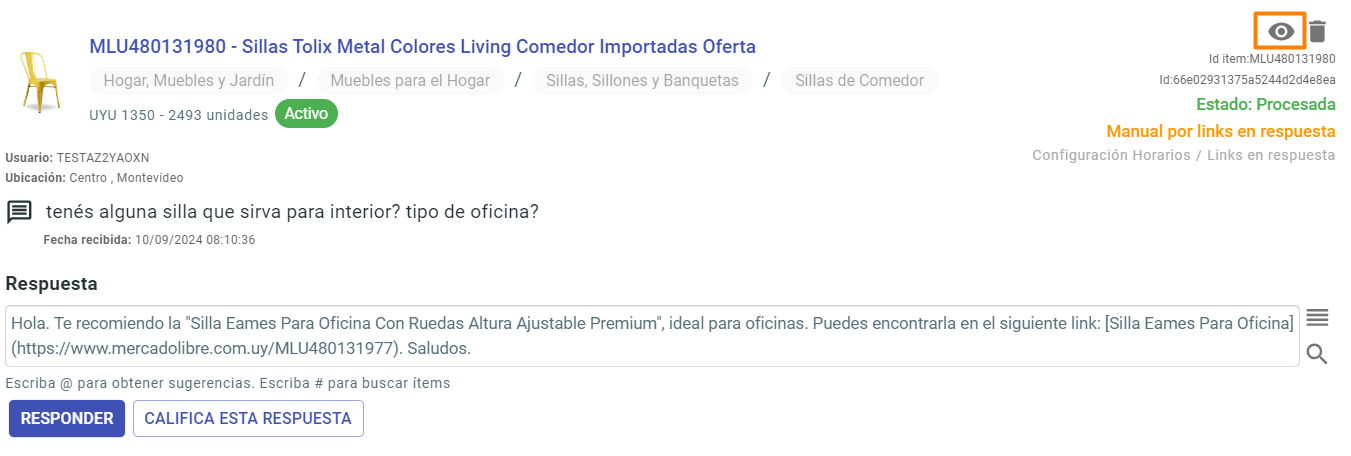 MLU480131980 - Sillas Tolix Metal Colores Living Comedor Importadas Oferta
Hogar, Muebles y Jardín / Muebles para el Hogar / Sillas, Sillones y Banquetas / Sillas de Comedor
UYU 1350 - 2493 unidades Activo
Id item:MLU480131980
Id:66e02931375a5244d2d4e8ea
Estado: Procesada
Manual por links en respuesta
Configuración Horarios / Links en respuesta
Usuario: TESTAZ2YAOXN
Ubicación: Centro , Montevideo
tenés alguna silla que sirva para interior? tipo de oficina?
Fecha recibida: 10/09/2024 08:10:36
Respuesta
Hola. Te recomiendo la "Silla Eames Para Oficina Con Ruedas Altura Ajustable Premium", ideal para oficinas. Puedes encontrarla en el siguiente link: [Silla Eames Para Oficina]
(https://www.mercadolibre.com.uy/MLU480131977). Saludos.
Escriba @ para obtener sugerencias. Escriba # para buscar ítems
RESPONDER CALIFICA ESTA RESPUESTA